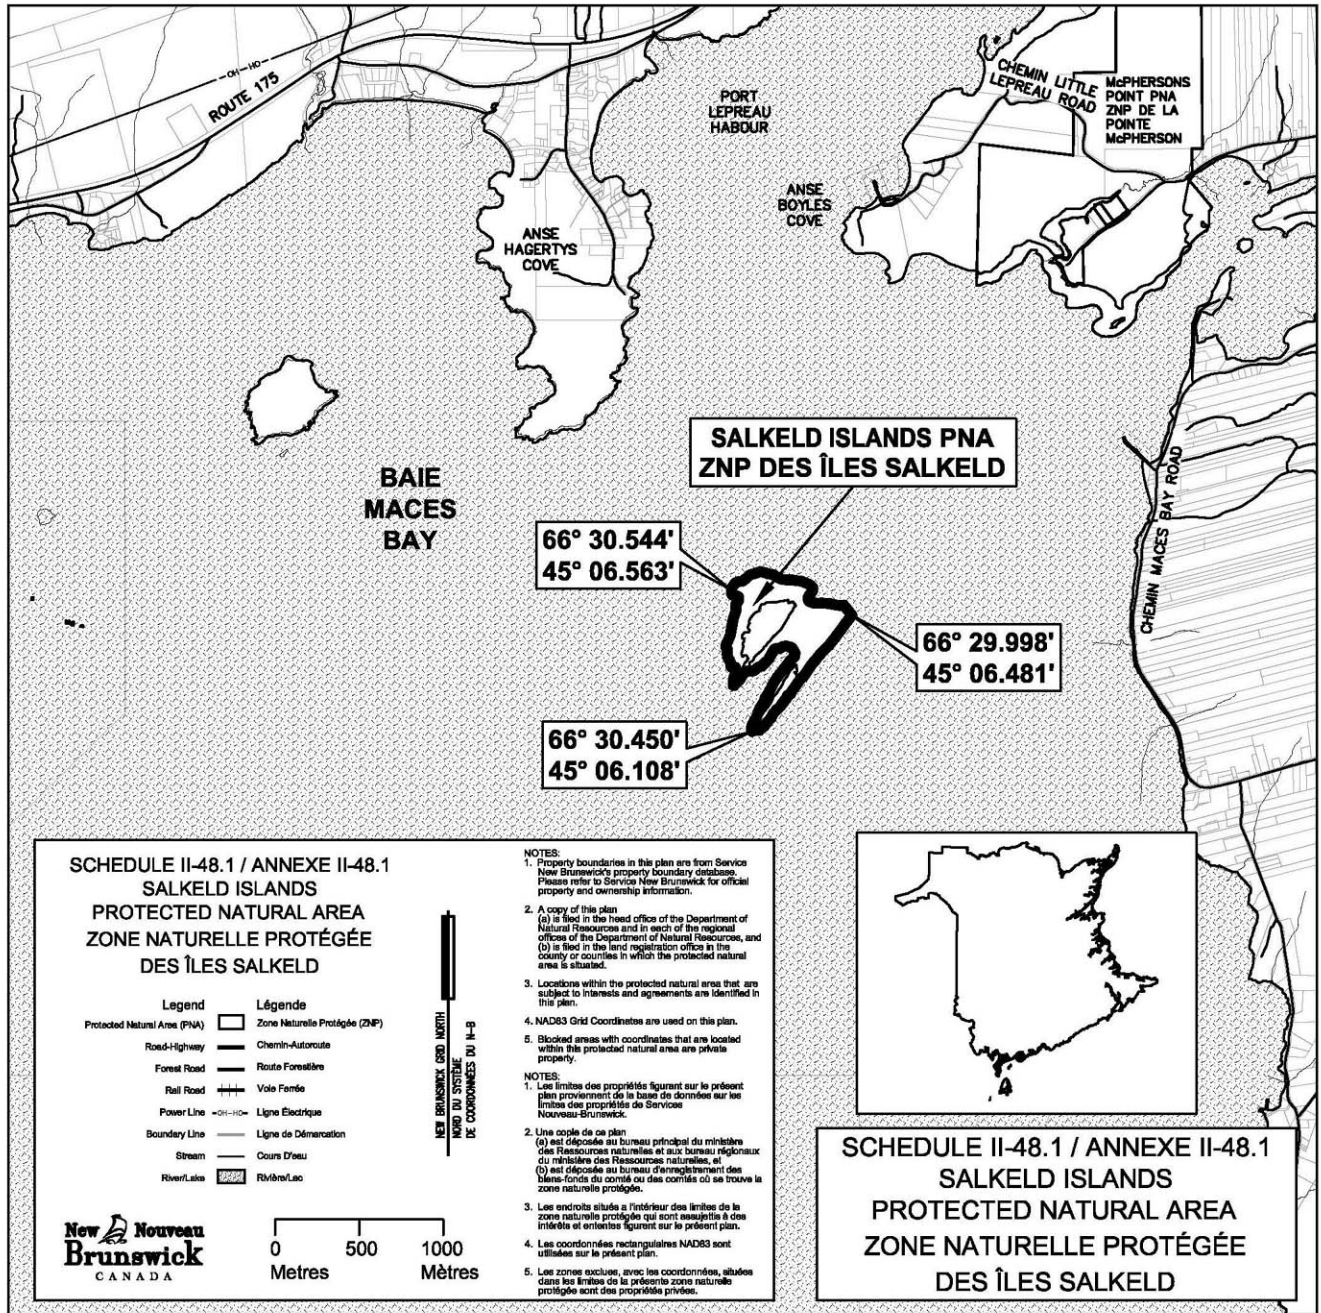 OH-HO
ROUTE 175
PORT
LEPREAU
HABOUR
CHEMIN LITTLE
LEPREAU ROAD
McPHERSONS
POINT PNA
ZNP DE LA
POINTE
McPHERSON
ANSE
BOYLES
COVE
ANSE
HAGERTYS
COVE
SALKELD ISLANDS PNA
ZNP DES ÎLES SALKELD
BAIE
MACES
BAY
CHEMIN MACES BAY ROAD
66° 30.544'
45° 06.563'
66° 29.998'
45° 06.481'
66° 30.450'
45° 06.108'
SCHEDULE II-48.1 / ANNEXE II-48.1
SALKELD ISLANDS
PROTECTED NATURAL AREA
ZONE NATURELLE PROTÉGÉE
DES ÎLES SALKELD
Legend Légende
Protected Natural Area (PNA) Zone Naturelle Protégée (ZNP)
Road-Highway Chemin-Autoroute
Forest Road Route Forestière
Rail Road Voie Ferrée
Power Line -OH-HO- Ligne Électrique
Boundary Line Ligne de Démarcation
Stream Cours D'eau
River/Lake Rivière/Lac
NEW BRUNSWICK GRID NORTH
NORD DU SYSTÈME
DE COORDONNÉES DU N-B
New Nouveau
Brunswick
CANADA
0 500 1000
Metres Mètres
NOTES:
1. Property boundaries in this plan are from Service
New Brunswick's property boundary database.
Please refer to Service New Brunswick for official
property and ownership information.
2. A copy of this plan
(a) is filed in the head office of the Department of
Natural Resources and in each of the regional
offices of the Department of Natural Resources, and
(b) is filed in the land registration office in the
county or counties in which the protected natural
area is situated.
3. Locations within the protected natural area that are
subject to interests and agreements are identified in
this plan.
4. NAD83 Grid Coordinates are used on this plan.
5. Blocked areas with coordinates that are located
within this protected natural area are private
property.
NOTES:
1. Les limites des propriétés figurant sur le présent
plan proviennent de la base de données sur les
limites des propriétés de Services
Nouveau-Brunswick.
2. Une copie de ce plan
(a) est déposée au bureau principal du ministère
des Ressources naturelles et aux bureau régionaux
du ministère des Ressources naturelles, et
(b) est déposée au bureau d'enregistrement des
biens-fonds du comté ou des comtés où se trouve la
zone naturelle protégée.
3. Les endroits situés a l'intérieur des limites de la
zone naturelle protégée qui sont assujettis à des
intérêts et ententes figurent sur le présent plan.
4. Les coordonnées rectangulaires NAD83 sont
utilisées sur le présent plan.
5. Les zones exclues, avec les coordonnées, situées
dans les limites de la présente zone naturelle
protégée sont des propriétés privées.
SCHEDULE II-48.1 / ANNEXE II-48.1
SALKELD ISLANDS
PROTECTED NATURAL AREA
ZONE NATURELLE PROTÉGÉE
DES ÎLES SALKELD